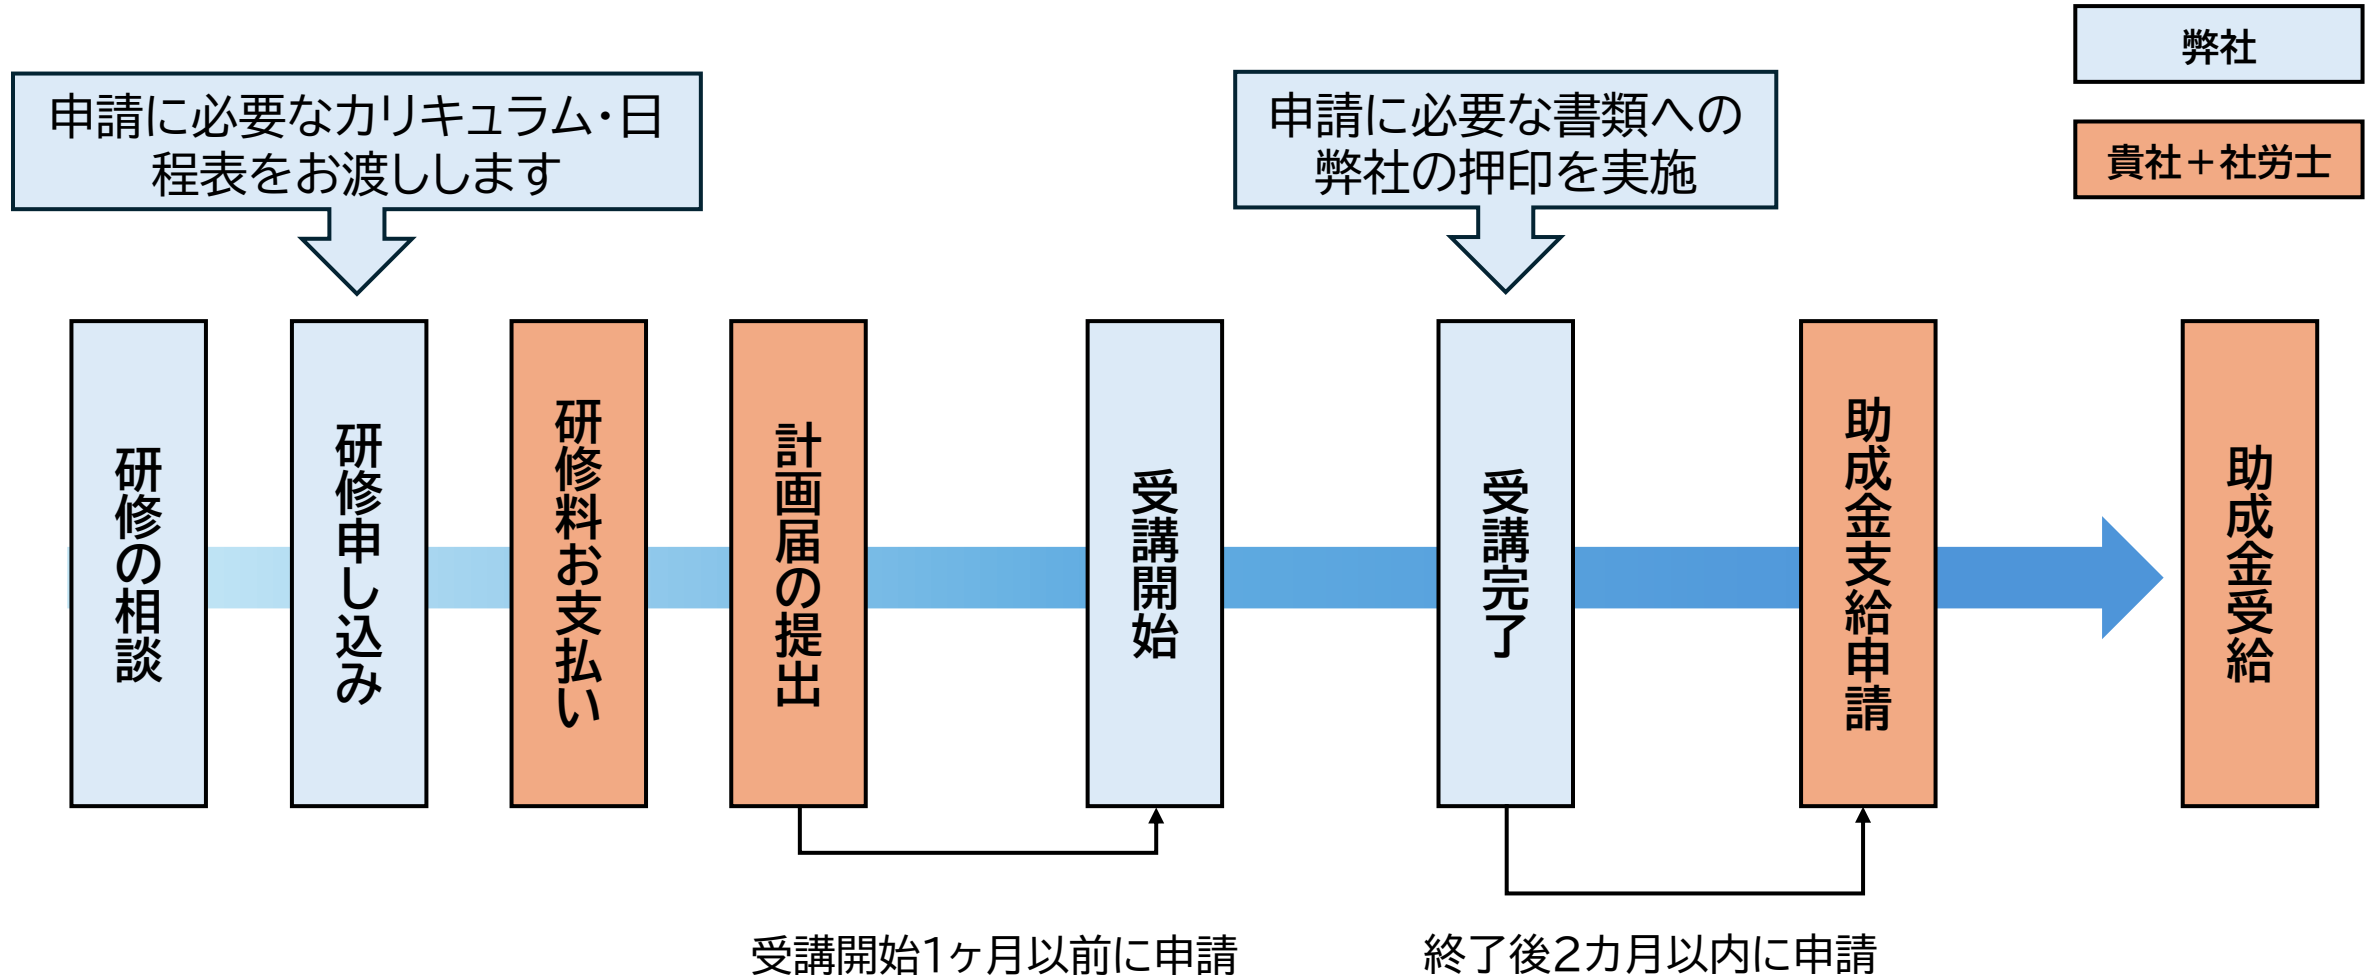 弊社
貴社＋社労士
申請に必要なカリキュラム・日
程表をお渡しします
申請に必要な書類への
弊社の押印を実施
研修の相談
研修申し込み
研修料お支払い
計画届の提出
受講開始
受講完了
助成金支給申請
助成金受給
受講開始1ヶ月以前に申請
終了後2カ月以内に申請